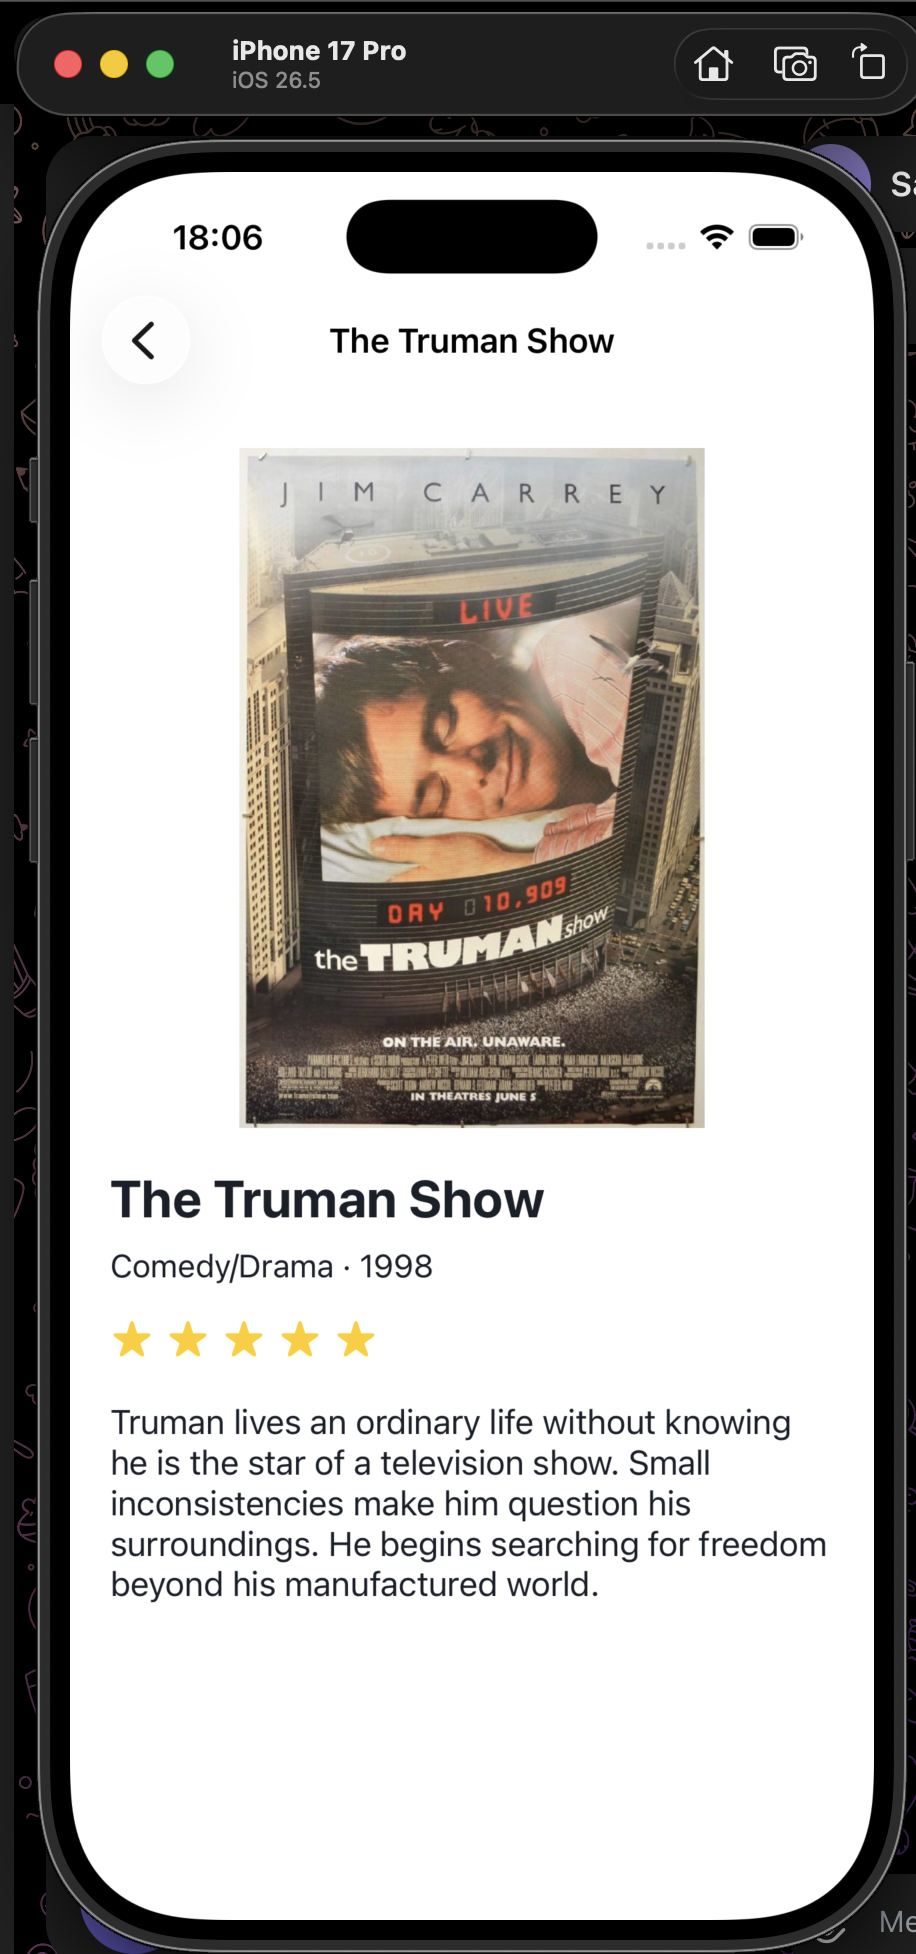 iPhone 17 Pro
iOS 26.5
18:06
The Truman Show
JIM CARREY
LIVE
DAY 10,909
the TRUMAN show
ON THE AIR. UNAWARE.
IN THEATRES JUNE 5
The Truman Show
Comedy/Drama · 1998
Truman lives an ordinary life without knowing
he is the star of a television show. Small
inconsistencies make him question his
surroundings. He begins searching for freedom
beyond his manufactured world.